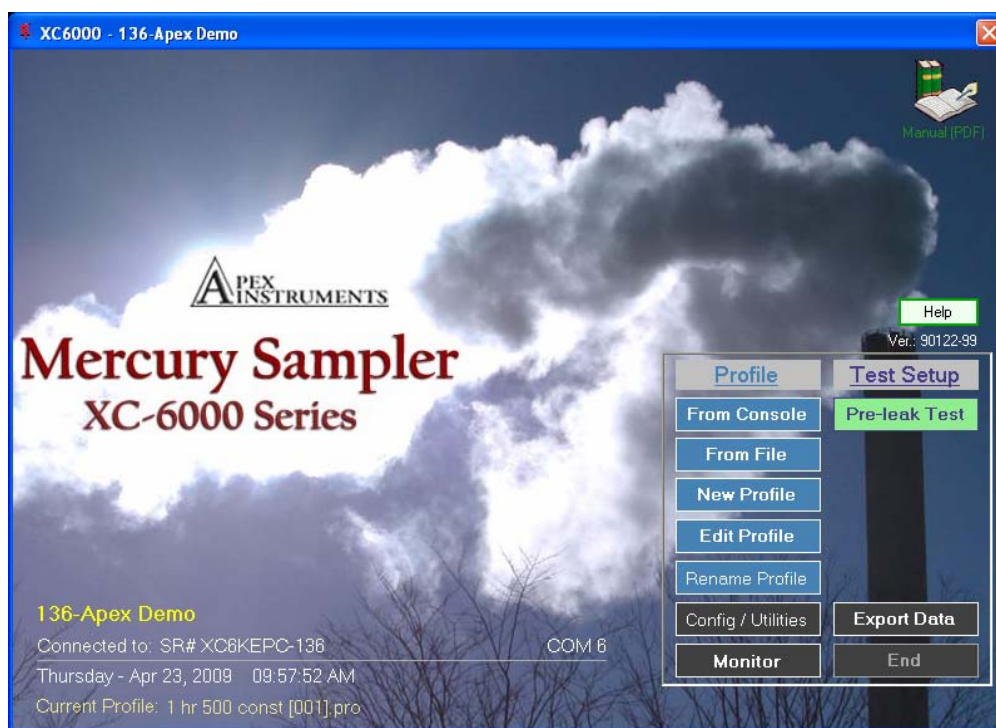 XC6000 - 136-Apex Demo
Manual (PDF)
APEX
INSTRUMENTS
Mercury Sampler
XC-6000 Series
Help
Ver.: 90122-99
Profile Test Setup
From Console Pre-leak Test
From File
New Profile
Edit Profile
Rename Profile
Config / Utilities Export Data
Monitor End
136-Apex Demo
Connected to: SR# XC6KEPC-136 COM 6
Thursday - Apr 23, 2009 09:57:52 AM
Current Profile: 1 hr 500 const [001].pro